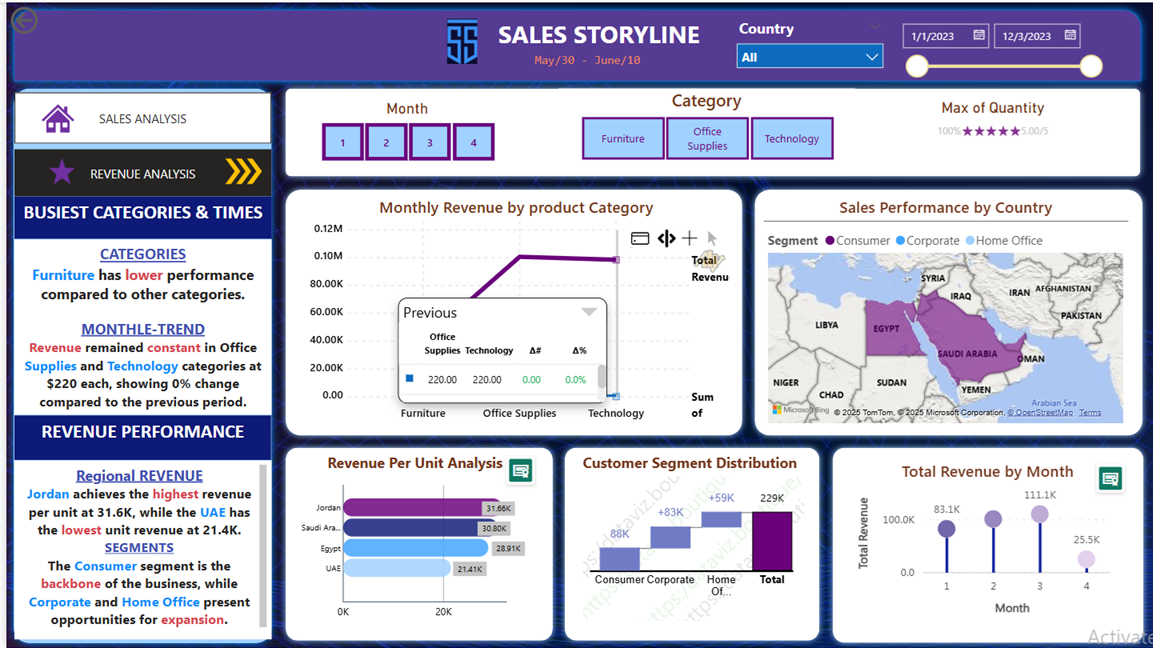 SS
SALES STORYLINE
May/30 - June/10
Country
All
1/1/2023
12/3/2023
SALES ANALYSIS
REVENUE ANALYSIS
BUSIEST CATEGORIES & TIMES
CATEGORIES
Furniture has lower performance
compared to other categories.
MONTHLE-TREND
Revenue remained constant in Office
Supplies and Technology categories at
$220 each, showing 0% change
compared to the previous period.
REVENUE PERFORMANCE
Regional REVENUE
Jordan achieves the highest revenue
per unit at 31.6K, while the UAE has
the lowest unit revenue at 21.4K.
SEGMENTS
The Consumer segment is the
backbone of the business, while
Corporate and Home Office present
opportunities for expansion.
Month
1 2 3 4
Category
Furniture
Office
Supplies
Technology
Max of Quantity
100% ★★★★★ 5.00/5
Monthly Revenue by product Category
0.12M
0.10M
80.00K
60.00K
40.00K
20.00K
0.00
Total
Revenu
Sum
of
Previous
Office
Supplies Technology Δ# Δ%
220.00 220.00 0.00 0.0%
Furniture Office Supplies Technology
Sales Performance by Country
Segment Consumer Corporate Home Office
SYRIA
IRAQ
IRAN
AFGHANISTAN
PAKISTAN
LIBYA
EGYPT
SAUDI ARABIA
OMAN
NIGER
CHAD
SUDAN
YEMEN
Arabian Sea
Microsoft Bing
© 2025 TomTom, © 2025 Microsoft Corporation, © OpenStreetMap Terms
Revenue Per Unit Analysis
Jordan 31.66K
Saudi Ara... 30.80K
Egypt 28.91K
UAE 21.41K
0K 20K
Customer Segment Distribution
88K
+83K
+59K
229K
Consumer Corporate Home
Of...
Total
Total Revenue by Month
Total Revenue
100.0K
0.0
83.1K
111.1K
25.5K
1 2 3 4
Month
Activate